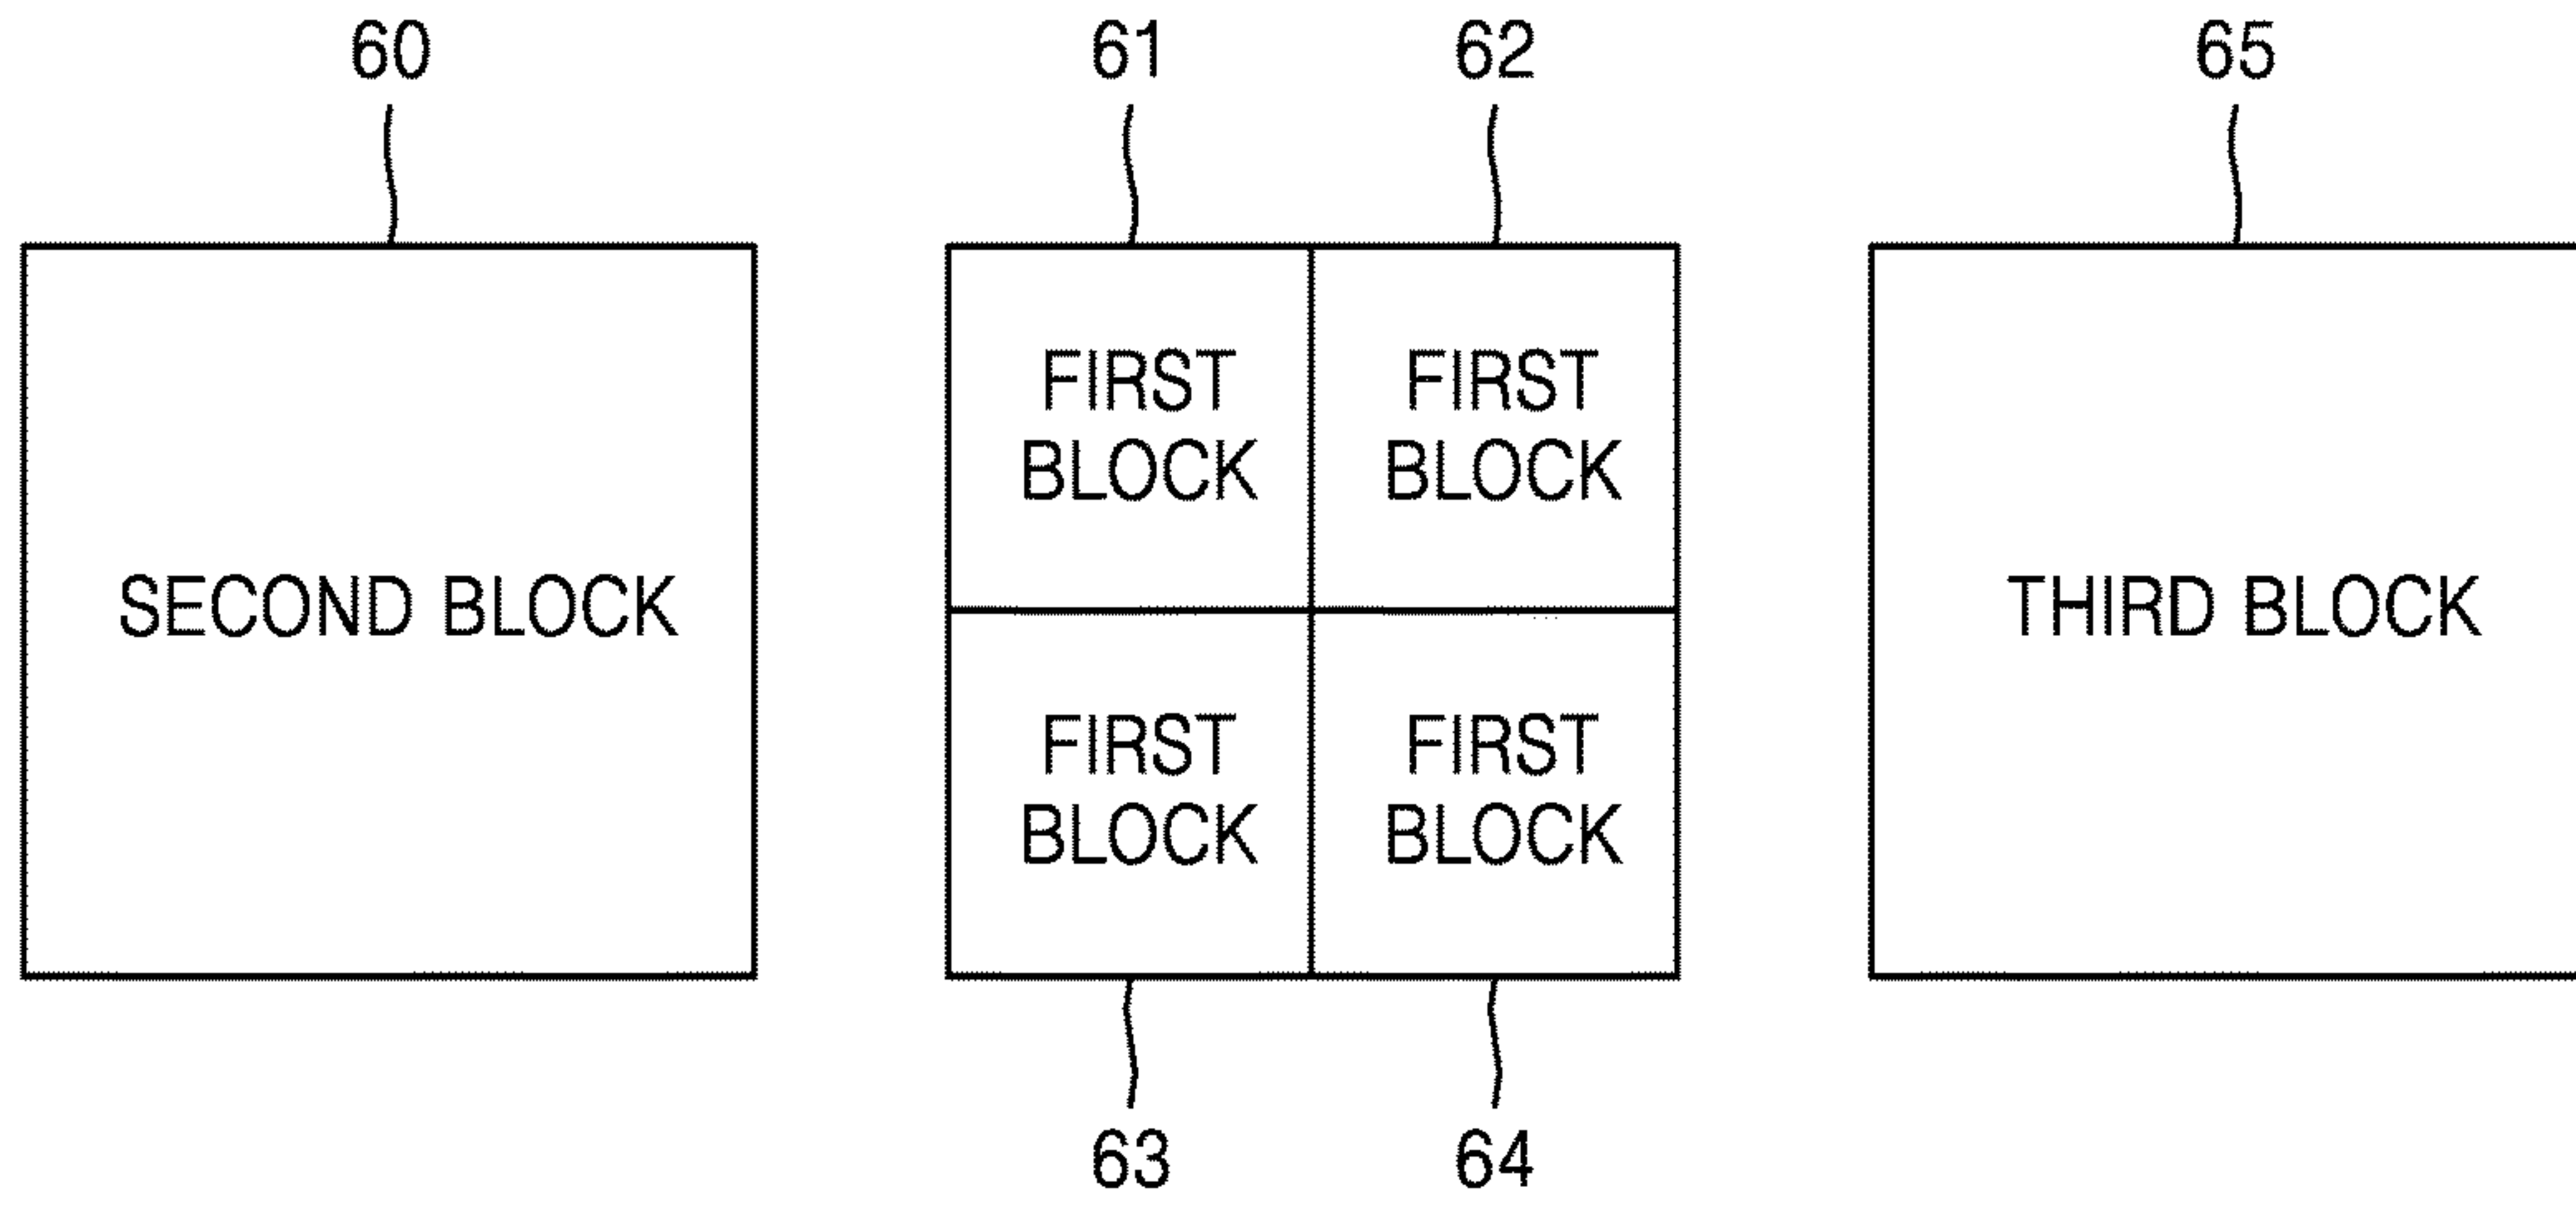 60
61
62
65
FIRST
BLOCK
FIRST
BLOCK
SECOND BLOCK
THIRD BLOCK
FIRST
BLOCK
FIRST
BLOCK
63
64